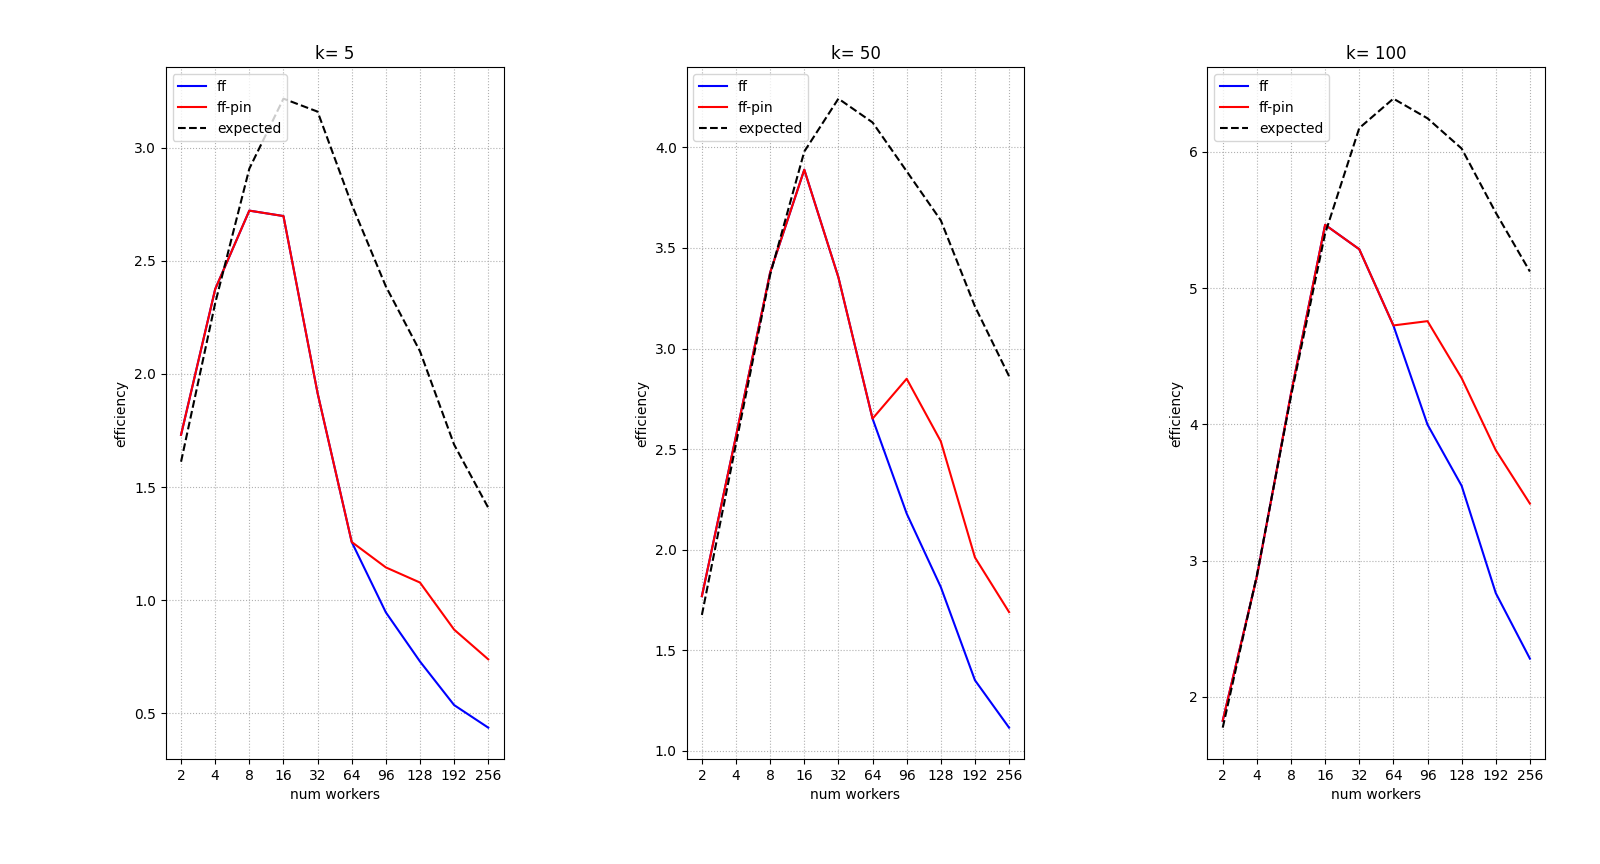 k= 5
ff
ff-pin
expected
3.0
2.5
2.0
1.5
1.0
0.5
efficiency
2 4 8 16 32 64 96 128 192 256
num workers
k= 50
ff
ff-pin
expected
4.0
3.5
3.0
2.5
2.0
1.5
1.0
efficiency
2 4 8 16 32 64 96 128 192 256
num workers
k= 100
ff
ff-pin
expected
6
5
4
3
2
efficiency
2 4 8 16 32 64 96 128 192 256
num workers